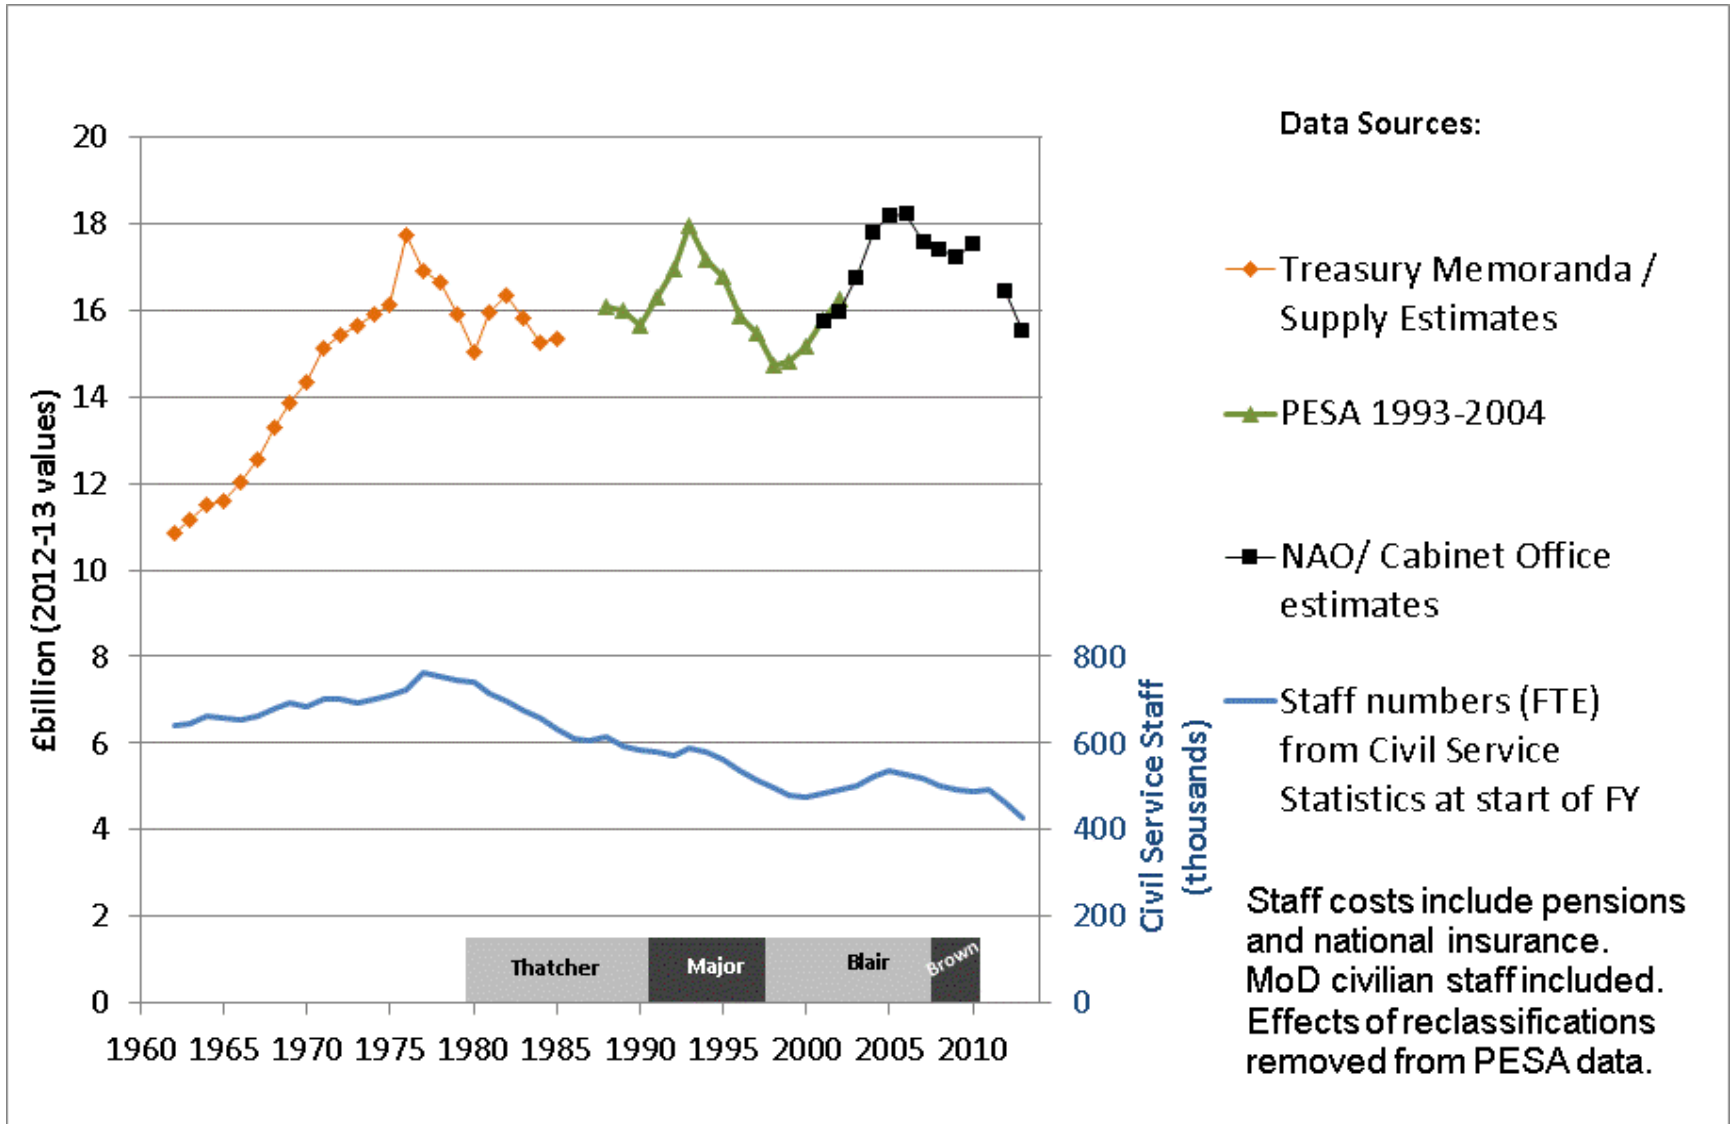 Data Sources:
20
18
16
14
12
10
8
6
4
2
0
£billion (2012-13 values)
800
600
400
200
0
Civil Service Staff
(thousands)
Thatcher
Major
Blair
Brown
1960 1965 1970 1975 1980 1985 1990 1995 2000 2005 2010
Treasury Memoranda /
Supply Estimates
PESA 1993-2004
NAO/ Cabinet Office
estimates
Staff numbers (FTE)
from Civil Service
Statistics at start of FY
Staff costs include pensions
and national insurance.
MoD civilian staff included.
Effects of reclassifications
removed from PESA data.